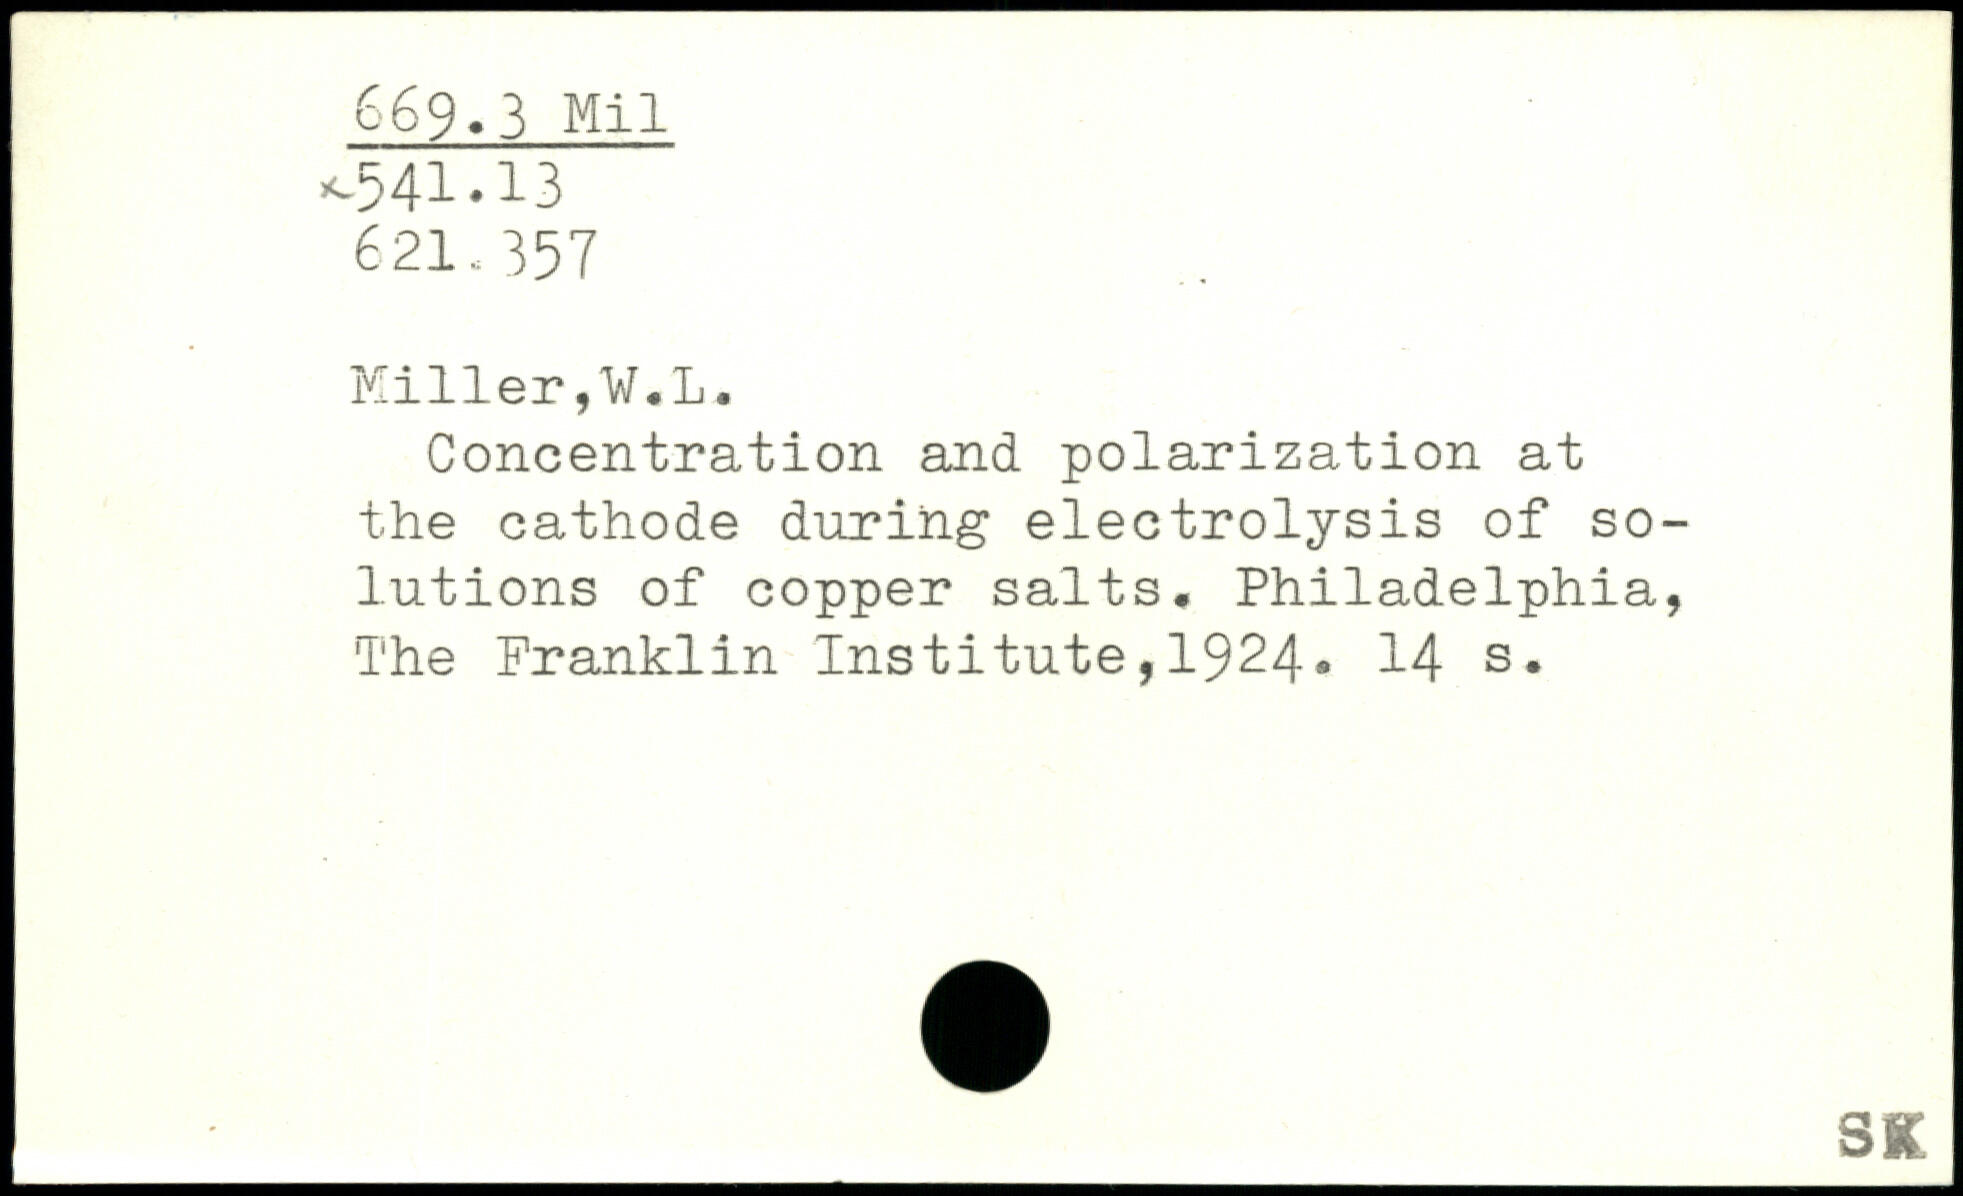 669.3 Mil
×541.13
621.357
Miller,W.L.
Concentration and polarization at
the cathode during electrolysis of so-
lutions of copper salts. Philadelphia,
The Franklin Institute,1924. 14 s.
SK